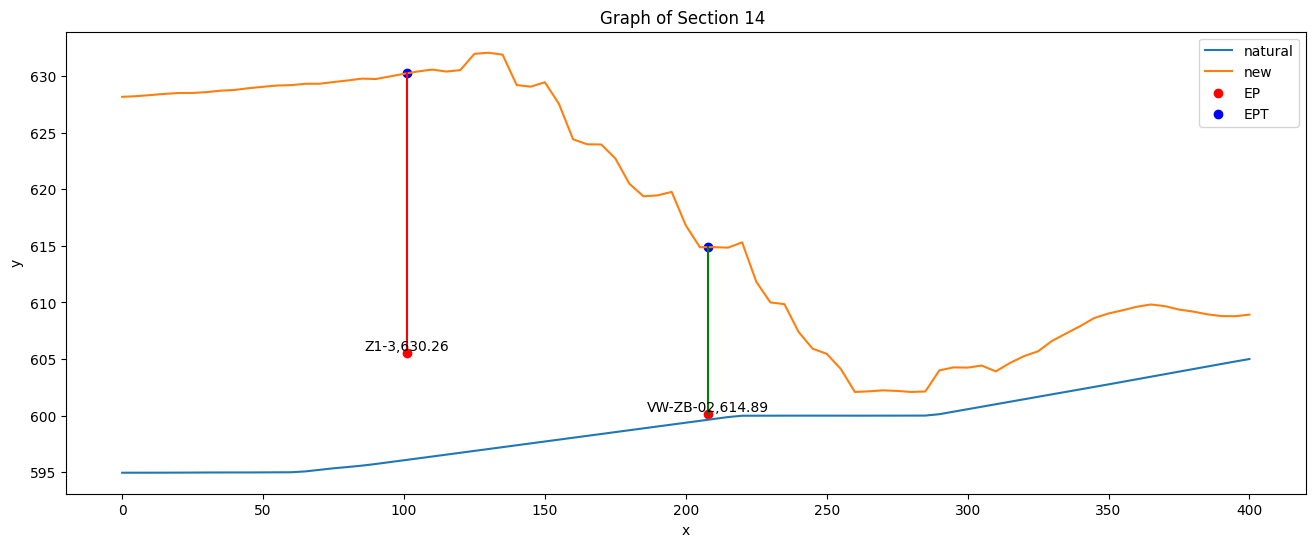 Graph of Section 14
natural
new
EP
EPT
y
630
625
620
615
610
605
600
595
Z1-3,630.26
VW-ZB-02,614.89
0 50 100 150 200 250 300 350 400
x